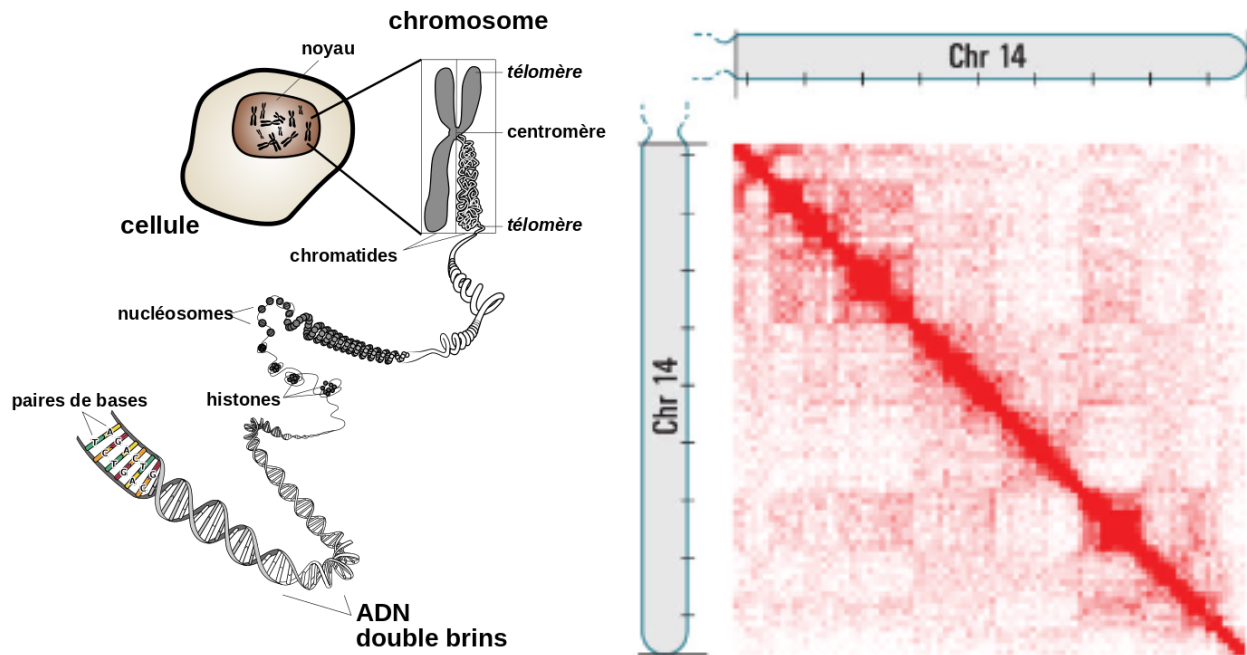 chromosome
noyau
télomère
centromère
cellule
télomère
chromatides
nucléosomes
paires de bases
histones
T A
C G
T A
G C
A T
C G
ADN
double brins
Chr 14
Chr 14